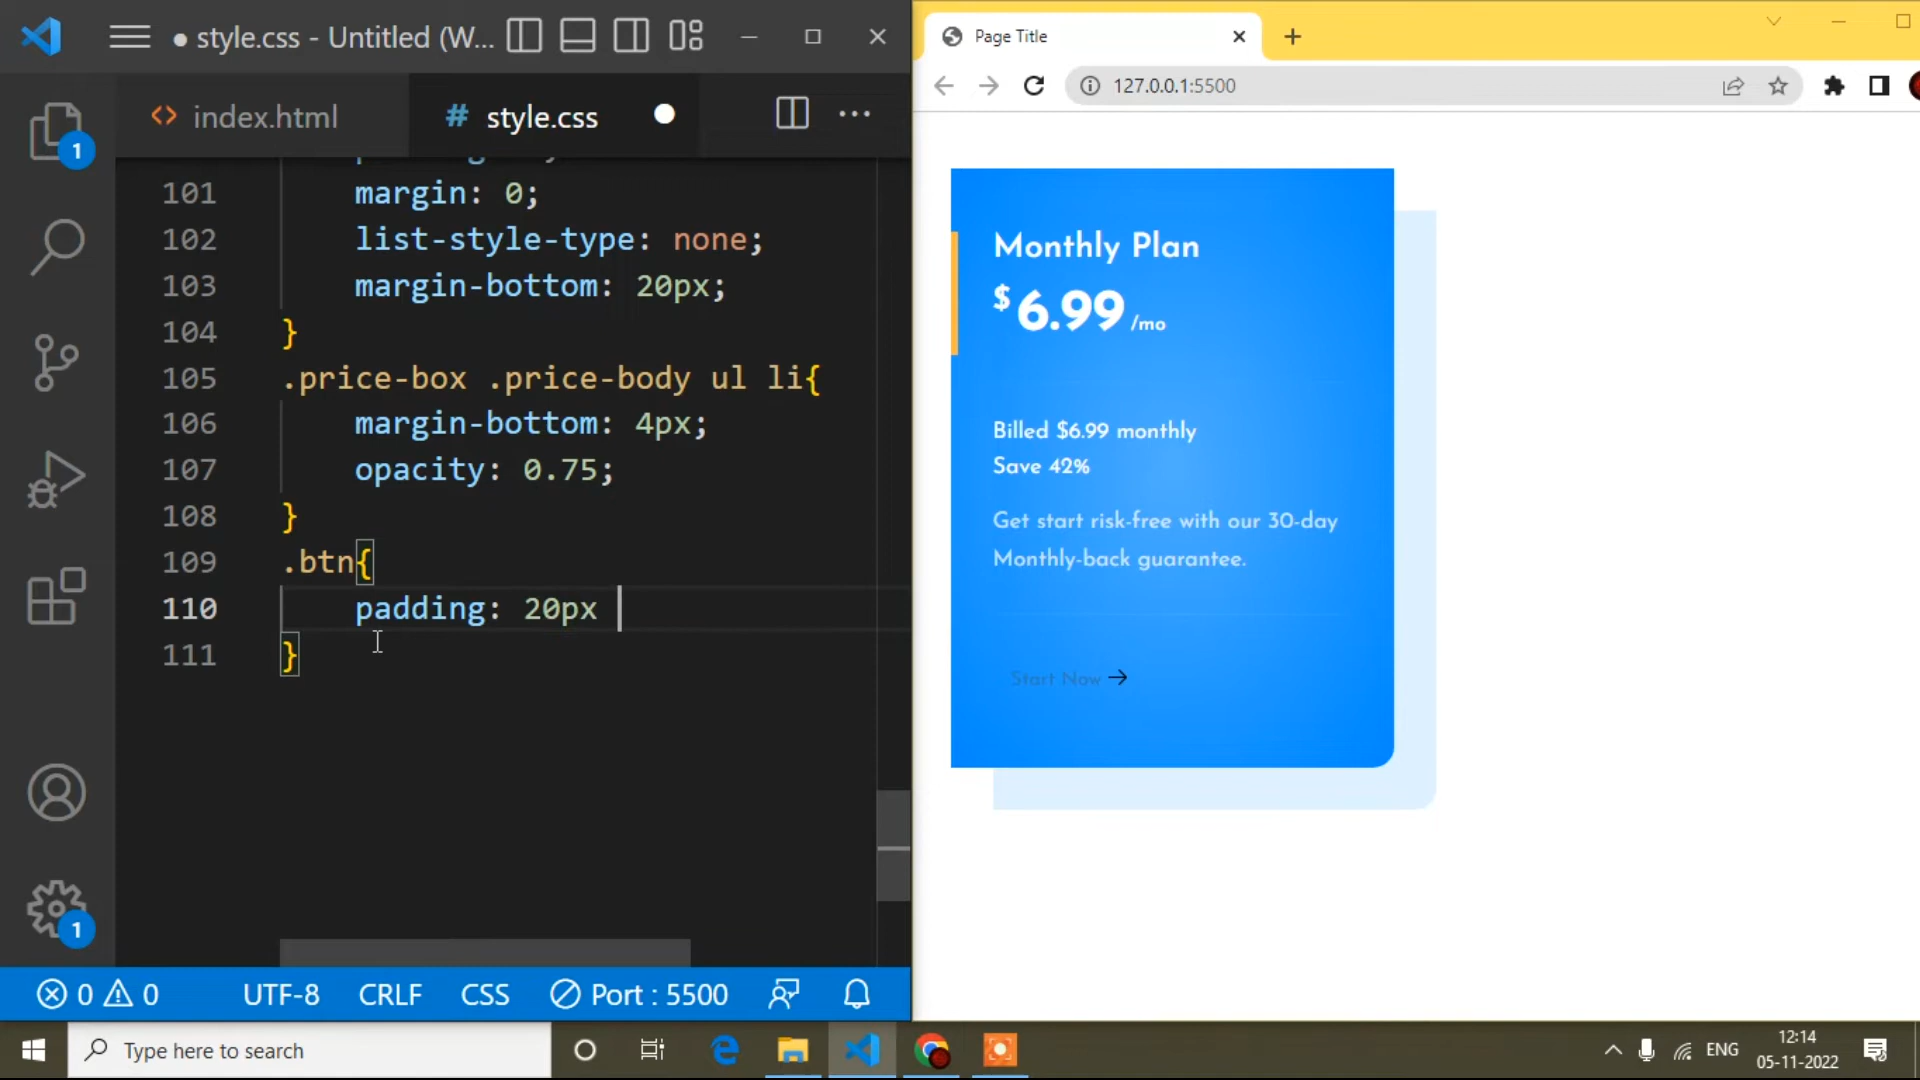 style.css - Untitled (W...
index.html
# style.css
101 margin: 0;
102 list-style-type: none;
103 margin-bottom: 20px;
104 }
105 .price-box .price-body ul li{
106 margin-bottom: 4px;
107 opacity: 0.75;
108 }
109 .btn{
110 padding: 20px
111 }
1
1
0 0 UTF-8 CRLF CSS Port : 5500
Page Title
127.0.0.1:5500
Monthly Plan
$6.99 /mo
Billed $6.99 monthly
Save 42%
Get start risk-free with our 30-day
Monthly-back guarantee.
Start Now
Type here to search
ENG
12:14
05-11-2022